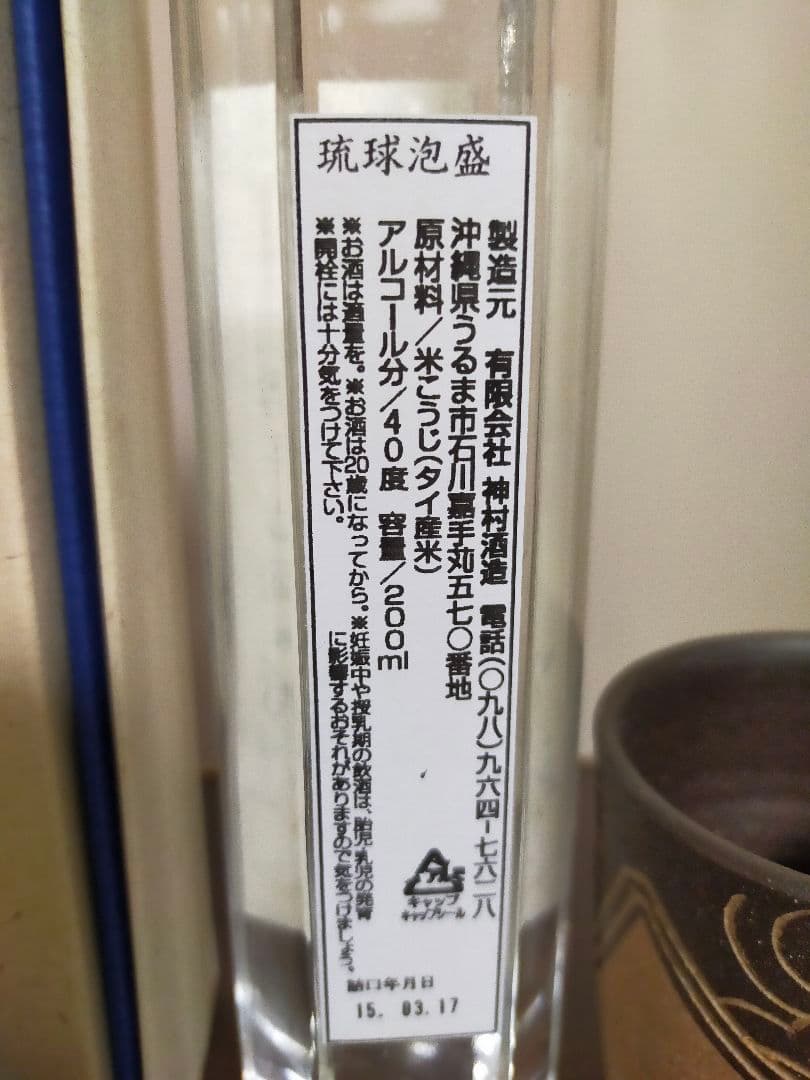 琉球泡盛
製造元　有限会社 神村酒造　電話(〇九八)九六四-七六二八
沖縄県うるま市石川嘉手苅五七〇番地
原材料/米こうじ(タイ産米)
アルコール分/40度 容量/200ml
※お酒は適量を。※お酒は20歳になってから。※妊娠中や授乳期の飲酒は、胎児・乳児の発育
に影響するおそれがありますので気をつけましょう。
※開栓には十分気をつけて下さい。
アルミ
キャップ
キャップシール
詰口年月日
15. 03.17